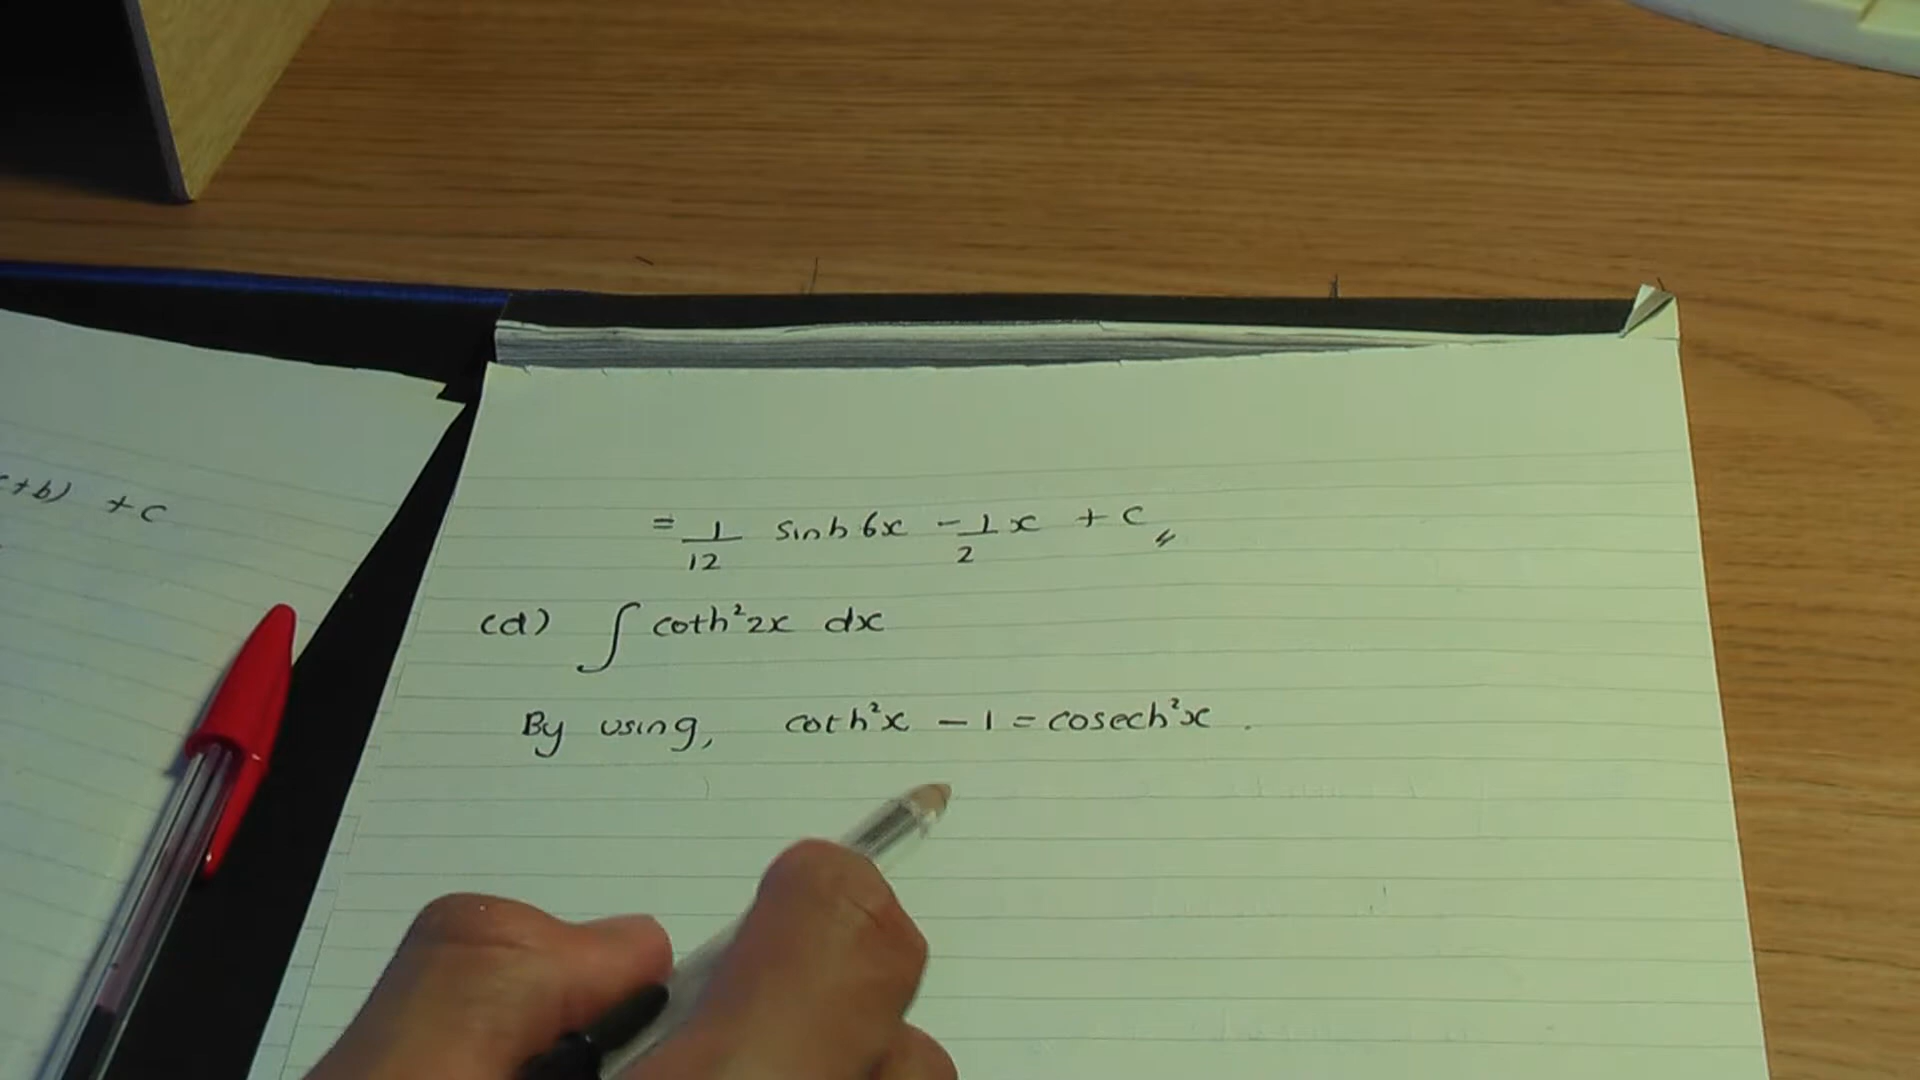 +b) + c
= 1/12 sinh 6x - 1/2 x + c
(d) ∫ coth²2x dx
By using, coth²x - 1 = cosech²x.